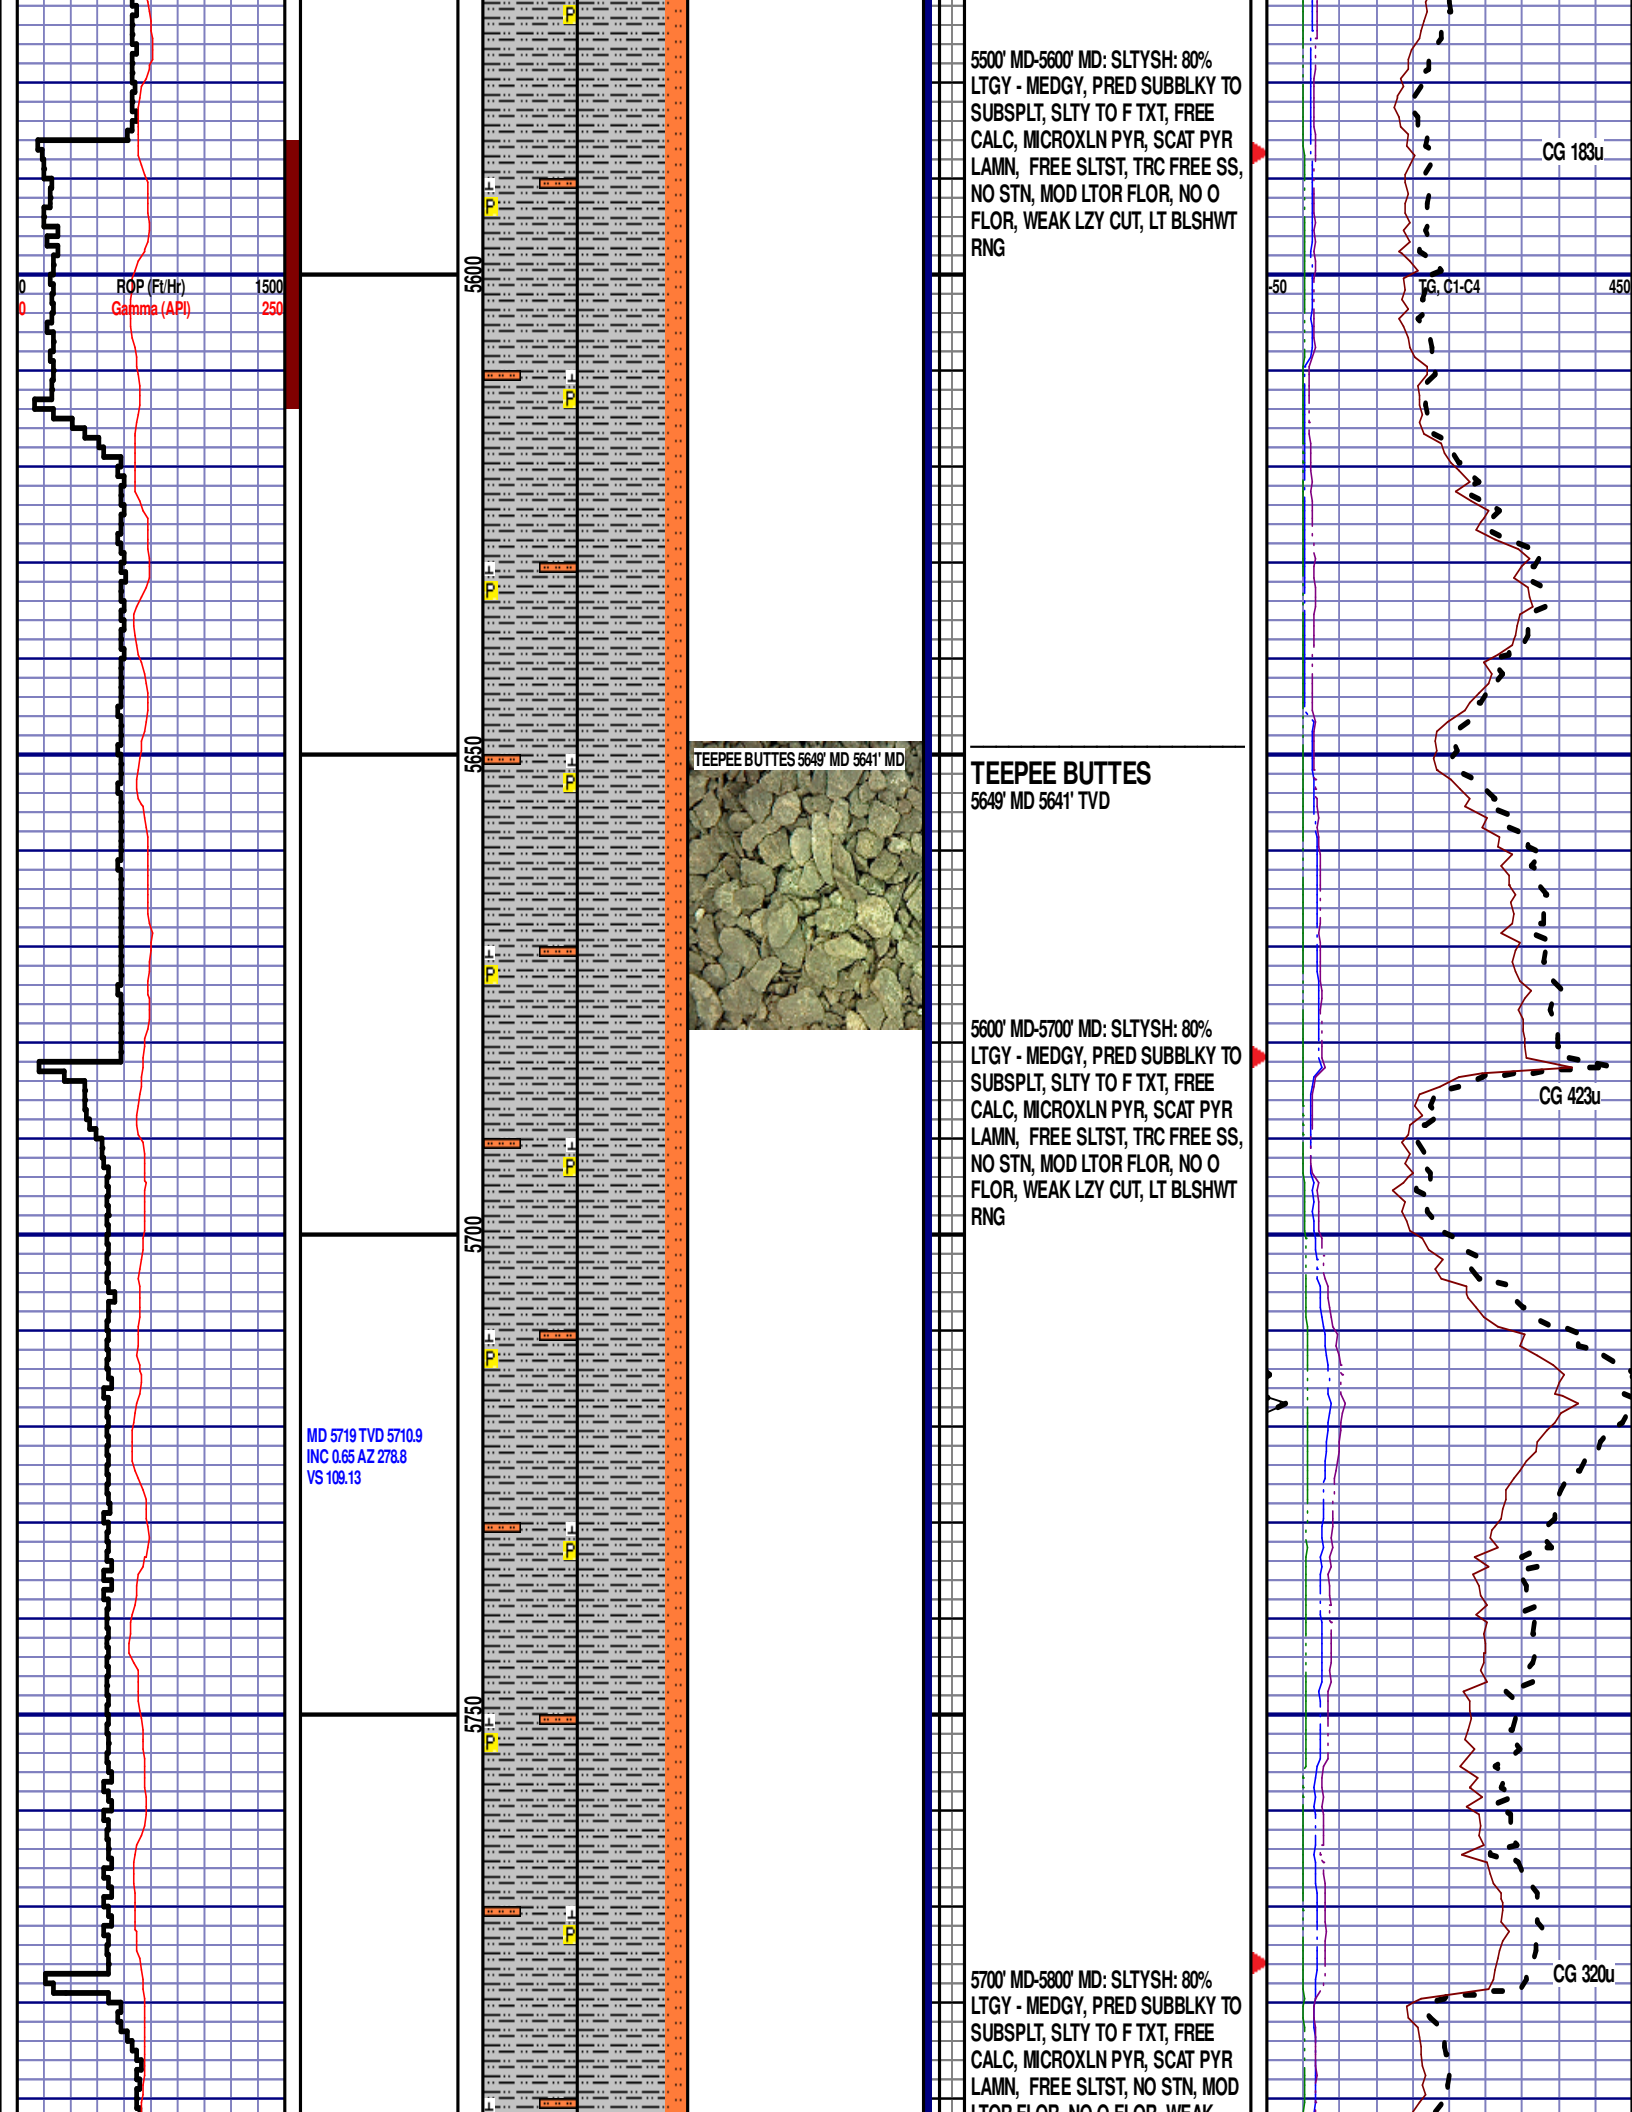 P
5500' MD-5600' MD: SLTYSH: 80%
LTGY - MEDGY, PRED SUBBLKY TO
SUBSPLT, SLTY TO F TXT, FREE
CALC, MICROXLN PYR, SCAT PYR
LAMN, FREE SLTST, TRC FREE SS,
NO STN, MOD LTOR FLOR, NO O
FLOR, WEAK LZY CUT, LT BLSHWT
RNG
CG 183u
P
5600
0 ROP (Ft/Hr) 1500
0 Gamma (API) 250
-50 TG, C1-C4 450
P
P
5650
TEEPEE BUTTES 5649' MD 5641' MD
TEEPEE BUTTES
5649' MD 5641' TVD
P
P
5600' MD-5700' MD: SLTYSH: 80%
LTGY - MEDGY, PRED SUBBLKY TO
SUBSPLT, SLTY TO F TXT, FREE
CALC, MICROXLN PYR, SCAT PYR
LAMN, FREE SLTST, TRC FREE SS,
NO STN, MOD LTOR FLOR, NO O
FLOR, WEAK LZY CUT, LT BLSHWT
RNG
CG 423u
P
5700
P
MD 5719 TVD 5710.9
INC 0.65 AZ 278.8
VS 109.13
P
5750
P
P
CG 320u
5700' MD-5800' MD: SLTYSH: 80%
LTGY - MEDGY, PRED SUBBLKY TO
SUBSPLT, SLTY TO F TXT, FREE
CALC, MICROXLN PYR, SCAT PYR
LAMN, FREE SLTST, NO STN, MOD
LTOR FLOR, NO O FLOR, WEAK